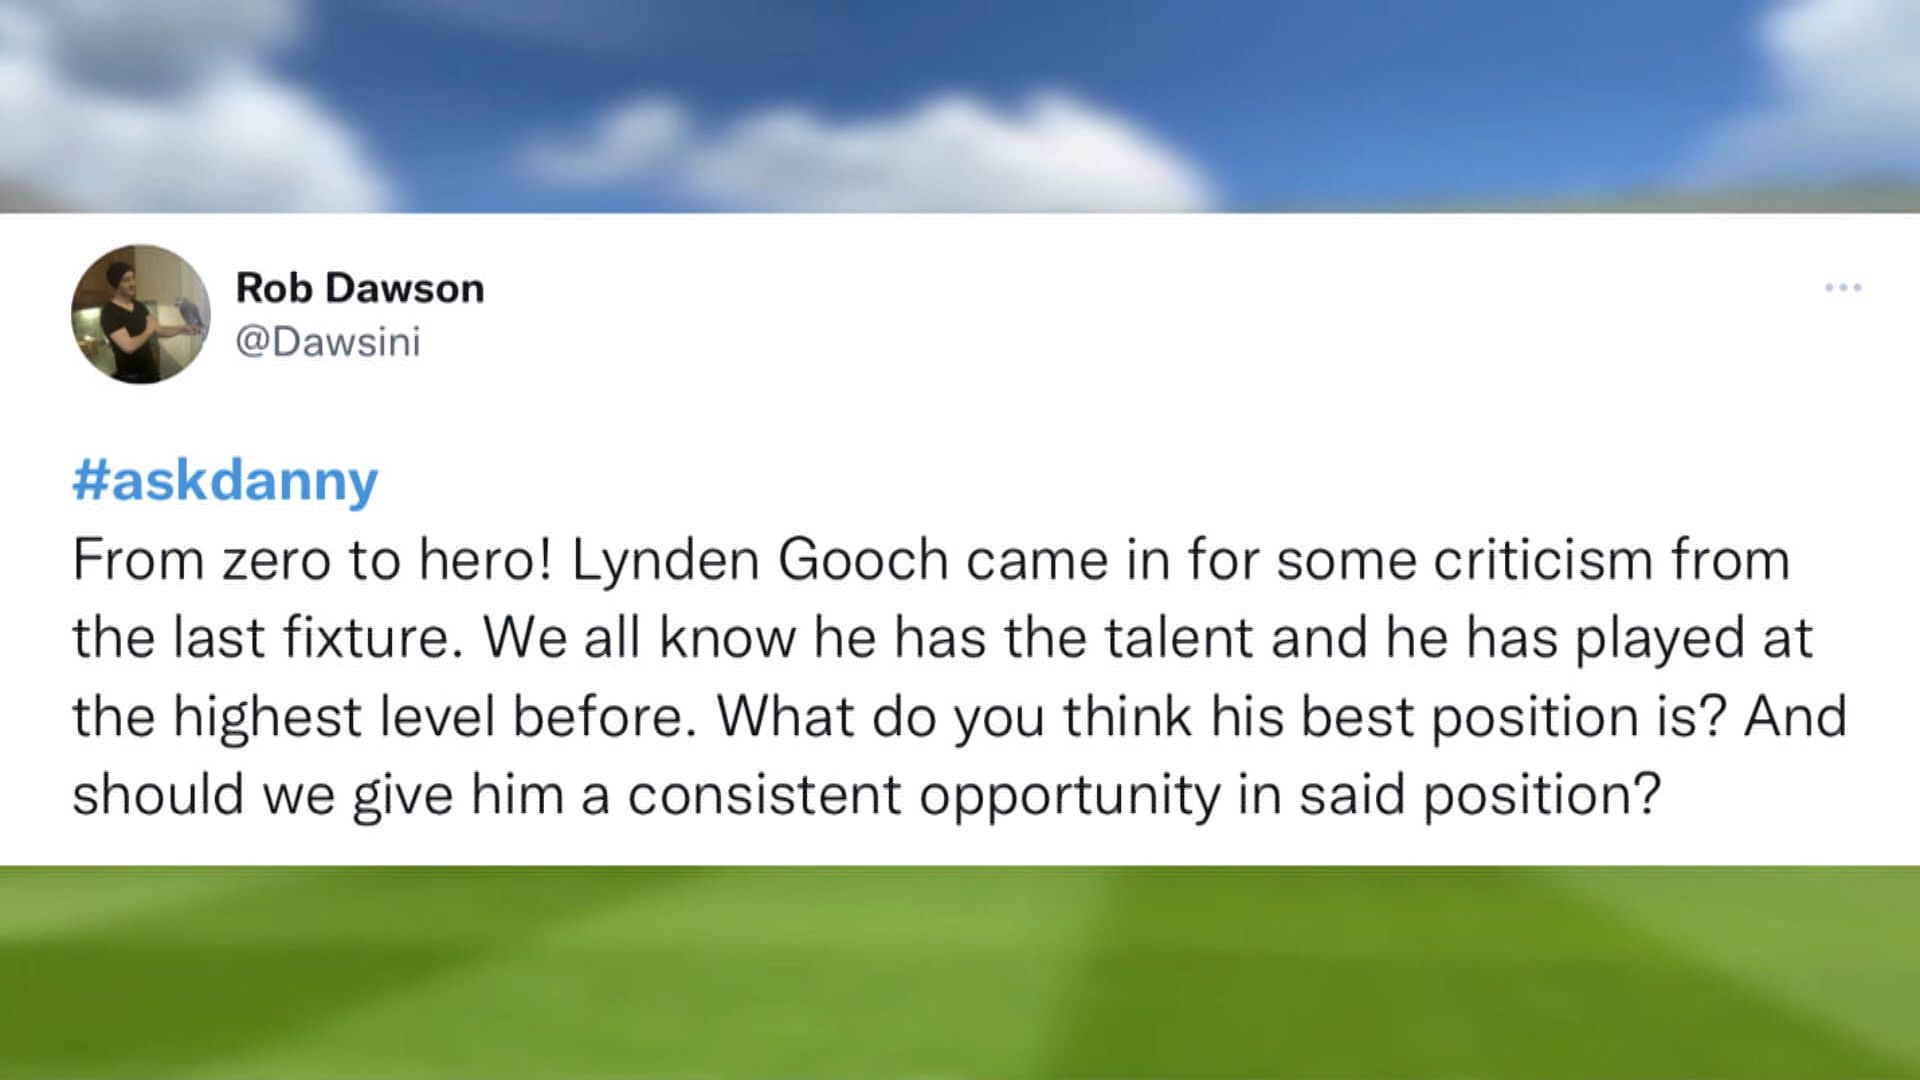 Rob Dawson
@Dawsini
#askdanny
From zero to hero! Lynden Gooch came in for some criticism from
the last fixture. We all know he has the talent and he has played at
the highest level before. What do you think his best position is? And
should we give him a consistent opportunity in said position?